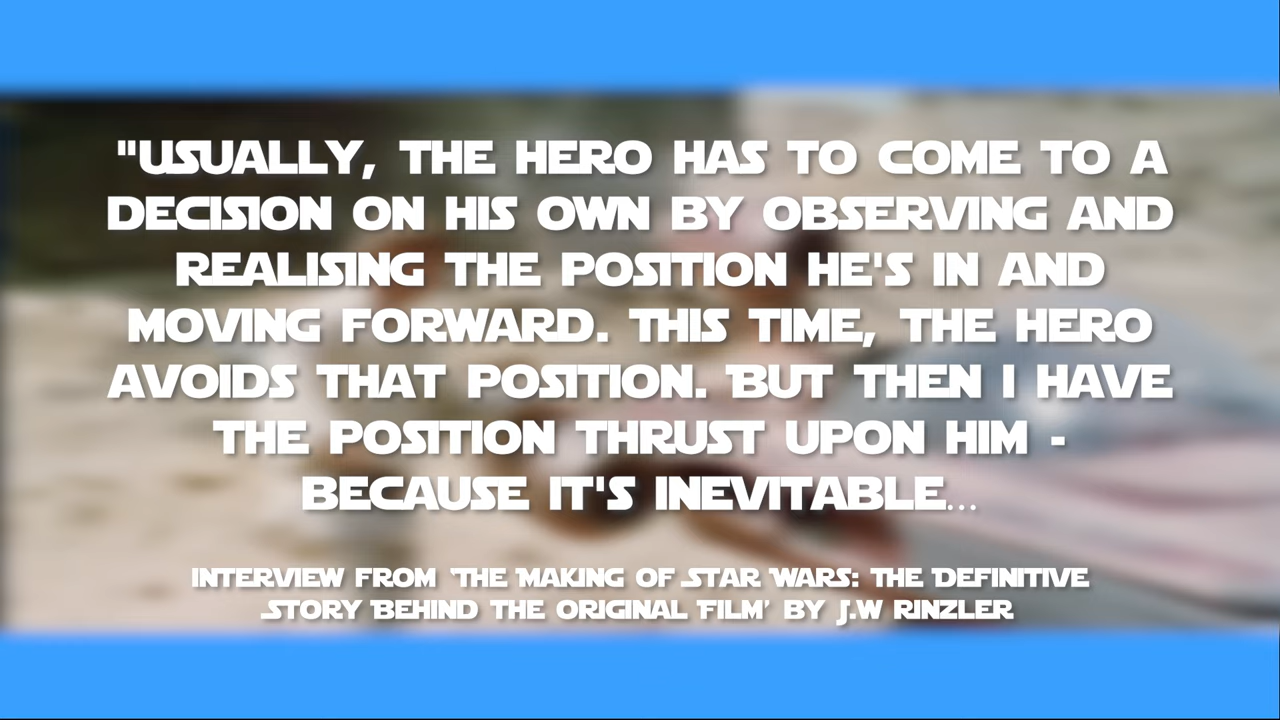 "USUALLY, THE HERO HAS TO COME TO A
DECISION ON HIS OWN BY OBSERVING AND
REALISING THE POSITION HE'S IN AND
MOVING FORWARD. THIS TIME, THE HERO
AVOIDS THAT POSITION. BUT THEN I HAVE
THE POSITION THRUST UPON HIM -
BECAUSE IT'S INEVITABLE...
INTERVIEW FROM 'THE MAKING OF STAR WARS: THE DEFINITIVE
STORY BEHIND THE ORIGINAL FILM' BY J.W RINZLER